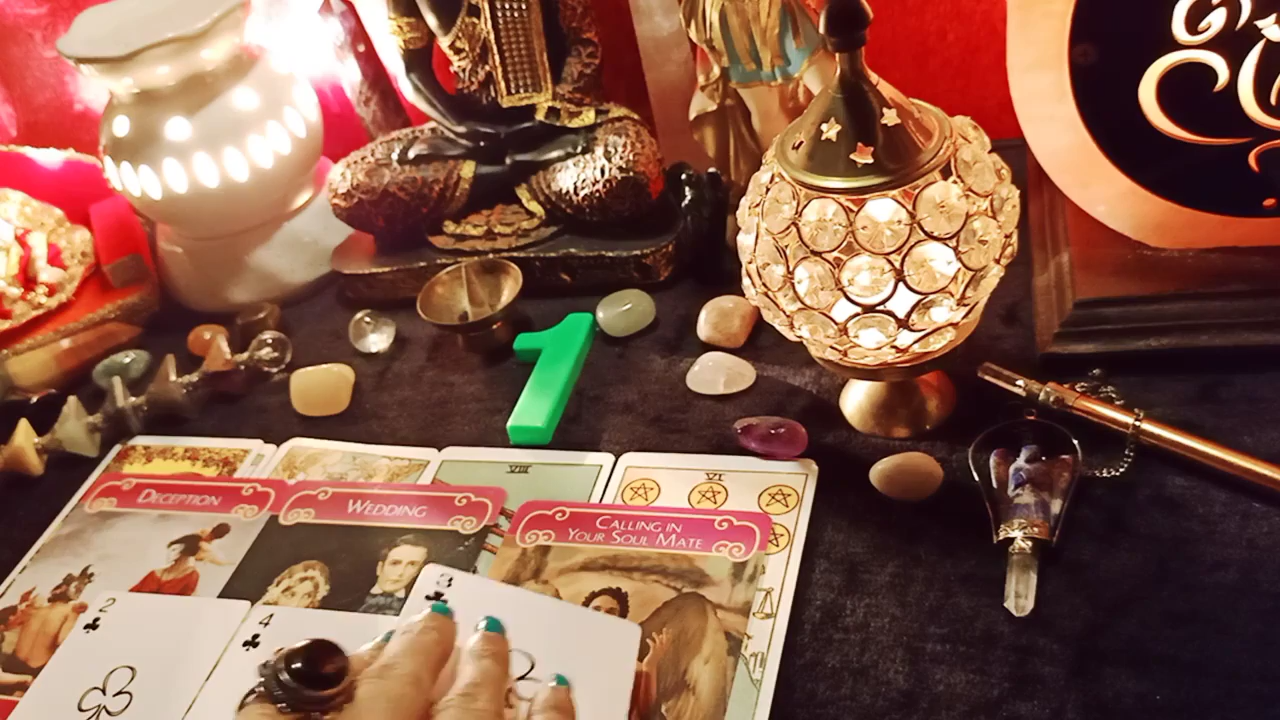 1
VIII
VI
DECEPTION
WEDDING
CALLING IN
YOUR SOUL MATE
2
4
3